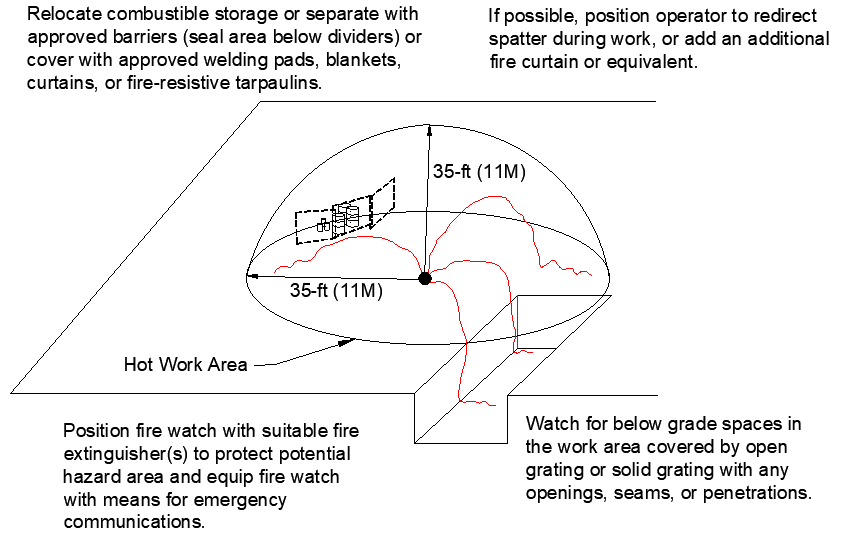 Relocate combustible storage or separate with
approved barriers (seal area below dividers) or
cover with approved welding pads, blankets,
curtains, or fire-resistive tarpaulins.
If possible, position operator to redirect
spatter during work, or add an additional
fire curtain or equivalent.
35-ft (11M)
35-ft (11M)
Hot Work Area
Position fire watch with suitable fire
extinguisher(s) to protect potential
hazard area and equip fire watch
with means for emergency
communications.
Watch for below grade spaces in
the work area covered by open
grating or solid grating with any
openings, seams, or penetrations.